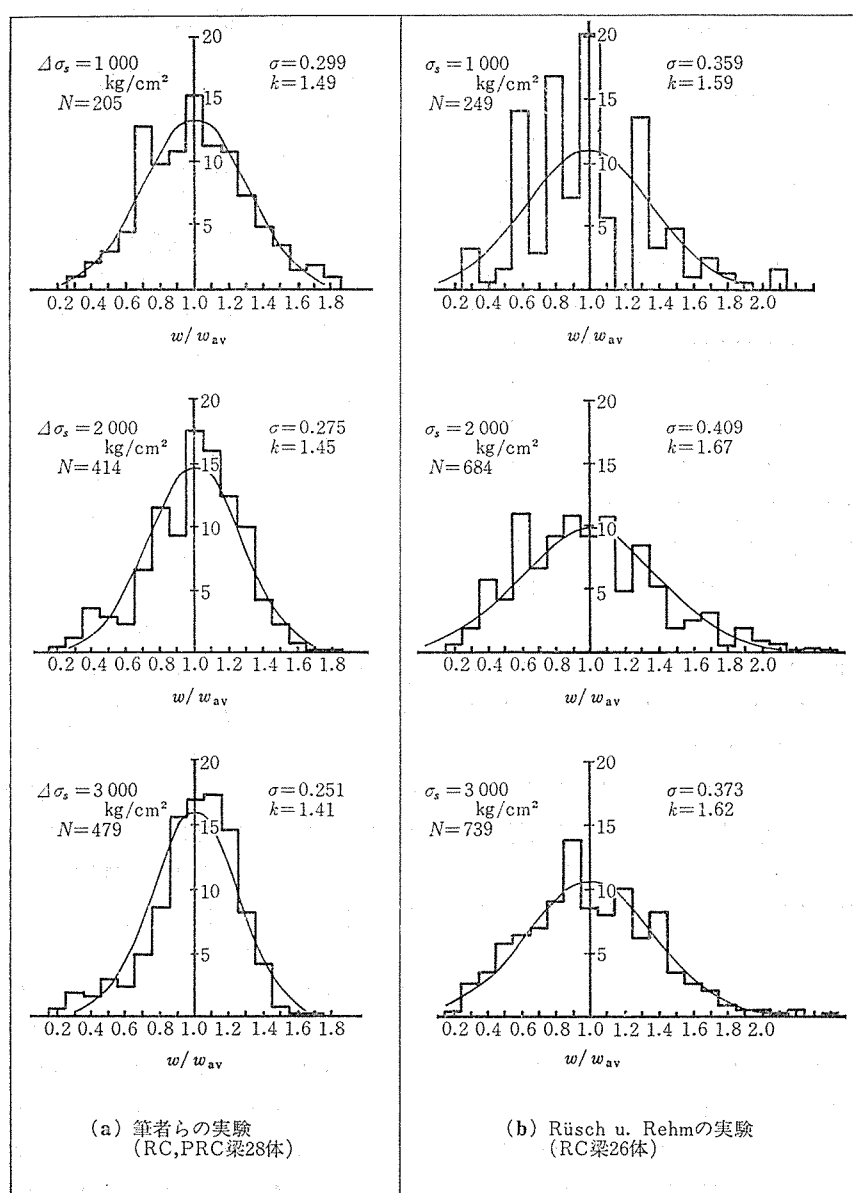 Δσs=1 000
kg/cm²
N=205
σ=0.299
k=1.49
20
15
10
5
0.2 0.4 0.6 0.8 1.0 1.2 1.4 1.6 1.8
w/wav
Δσs=2 000
kg/cm²
N=414
σ=0.275
k=1.45
20
15
10
5
0.2 0.4 0.6 0.8 1.0 1.2 1.4 1.6 1.8
w/wav
Δσs=3 000
kg/cm²
N=479
σ=0.251
k=1.41
20
15
10
5
0.2 0.4 0.6 0.8 1.0 1.2 1.4 1.6 1.8
w/wav
(a) 筆者らの実験
(RC,PRC梁28体)
σs=1 000
kg/cm²
N=249
σ=0.359
k=1.59
20
15
10
5
0.2 0.4 0.6 0.8 1.0 1.2 1.4 1.6 1.8 2.0
w/wav
σs=2 000
kg/cm²
N=684
σ=0.409
k=1.67
20
15
10
5
0.2 0.4 0.6 0.8 1.0 1.2 1.4 1.6 1.8 2.0
w/wav
σs=3 000
kg/cm²
N=739
σ=0.373
k=1.62
20
15
10
5
0.2 0.4 0.6 0.8 1.0 1.2 1.4 1.6 1.8 2.0
w/wav
(b) Rüsch u. Rehmの実験
(RC梁26体)